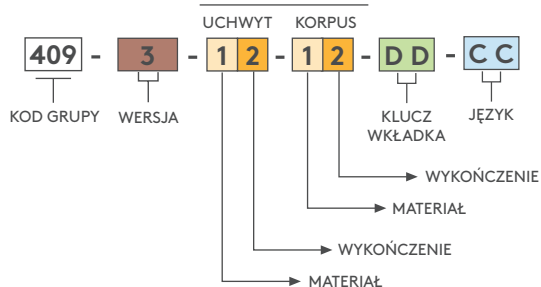 UCHWYT KORPUS
409 - 3 - 1 2 - 1 2 - D D - C C
KOD GRUPY WERSJA KLUCZ JĘZYK
WKŁADKA
WYKOŃCZENIE
MATERIAŁ
WYKOŃCZENIE
MATERIAŁ